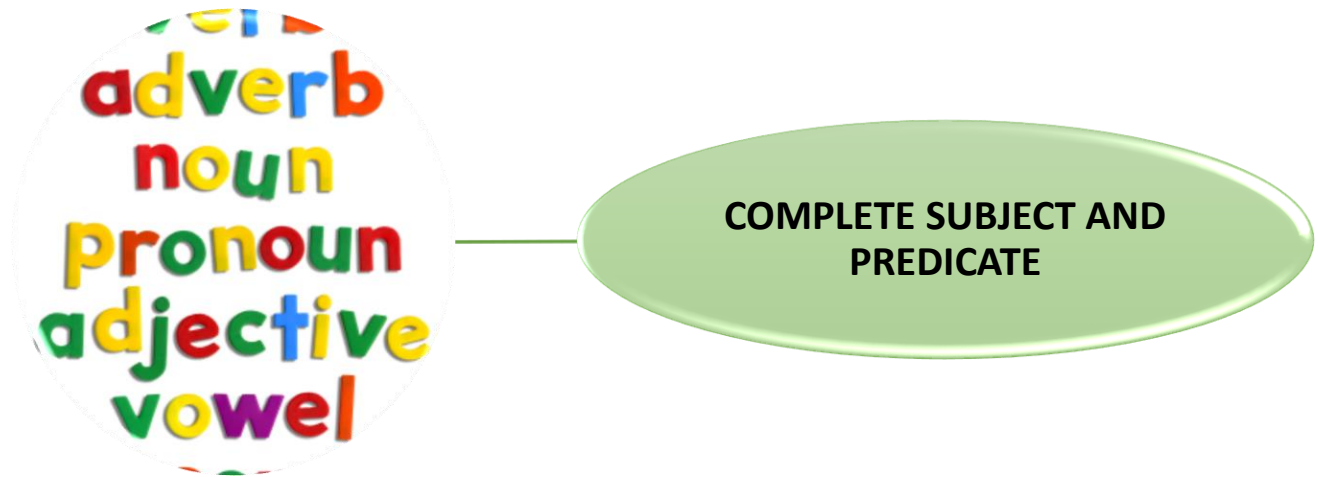 adverb
noun
pronoun
adjective
vowel
COMPLETE SUBJECT AND
PREDICATE